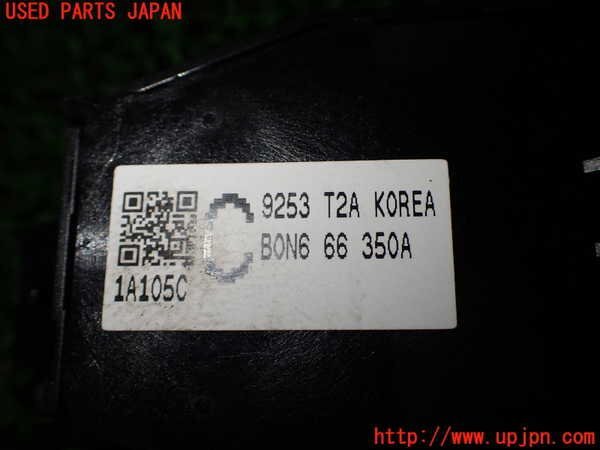 USED PARTS JAPAN
C
9253 T2A KOREA
B0N6 66 350A
1A105C
http://www.upjpn.com